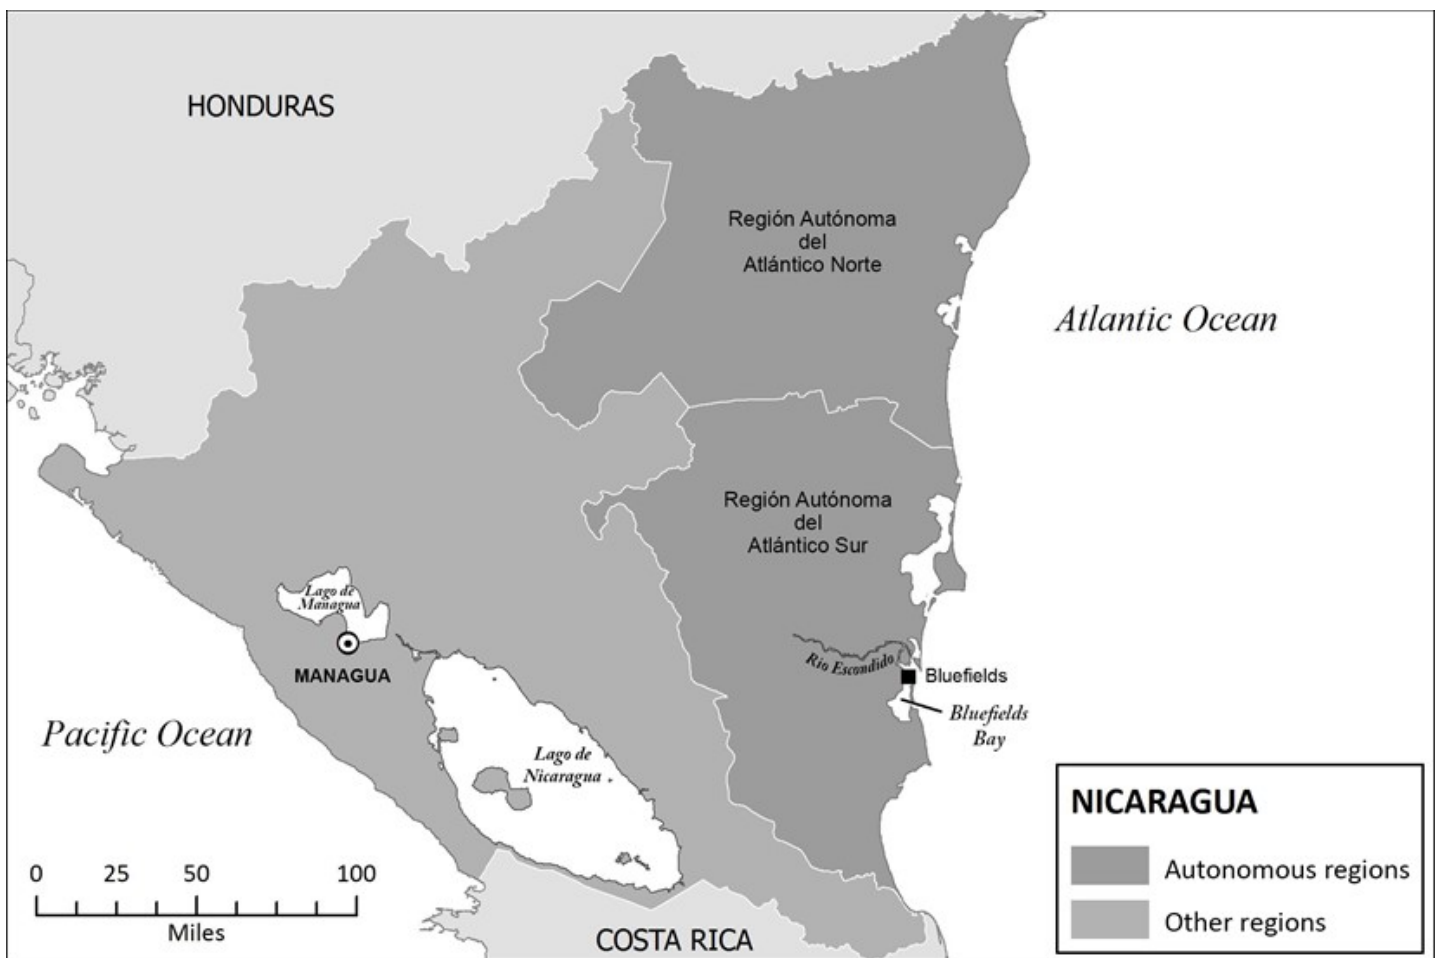 HONDURAS
Región Autónoma
del
Atlántico Norte
Atlantic Ocean
Región Autónoma
del
Atlántico Sur
Lago de
Managua
MANAGUA
Río Escondido
Bluefields
Bluefields
Bay
Pacific Ocean
Lago de
Nicaragua
NICARAGUA
Autonomous regions
Other regions
0 25 50 100
Miles
COSTA RICA